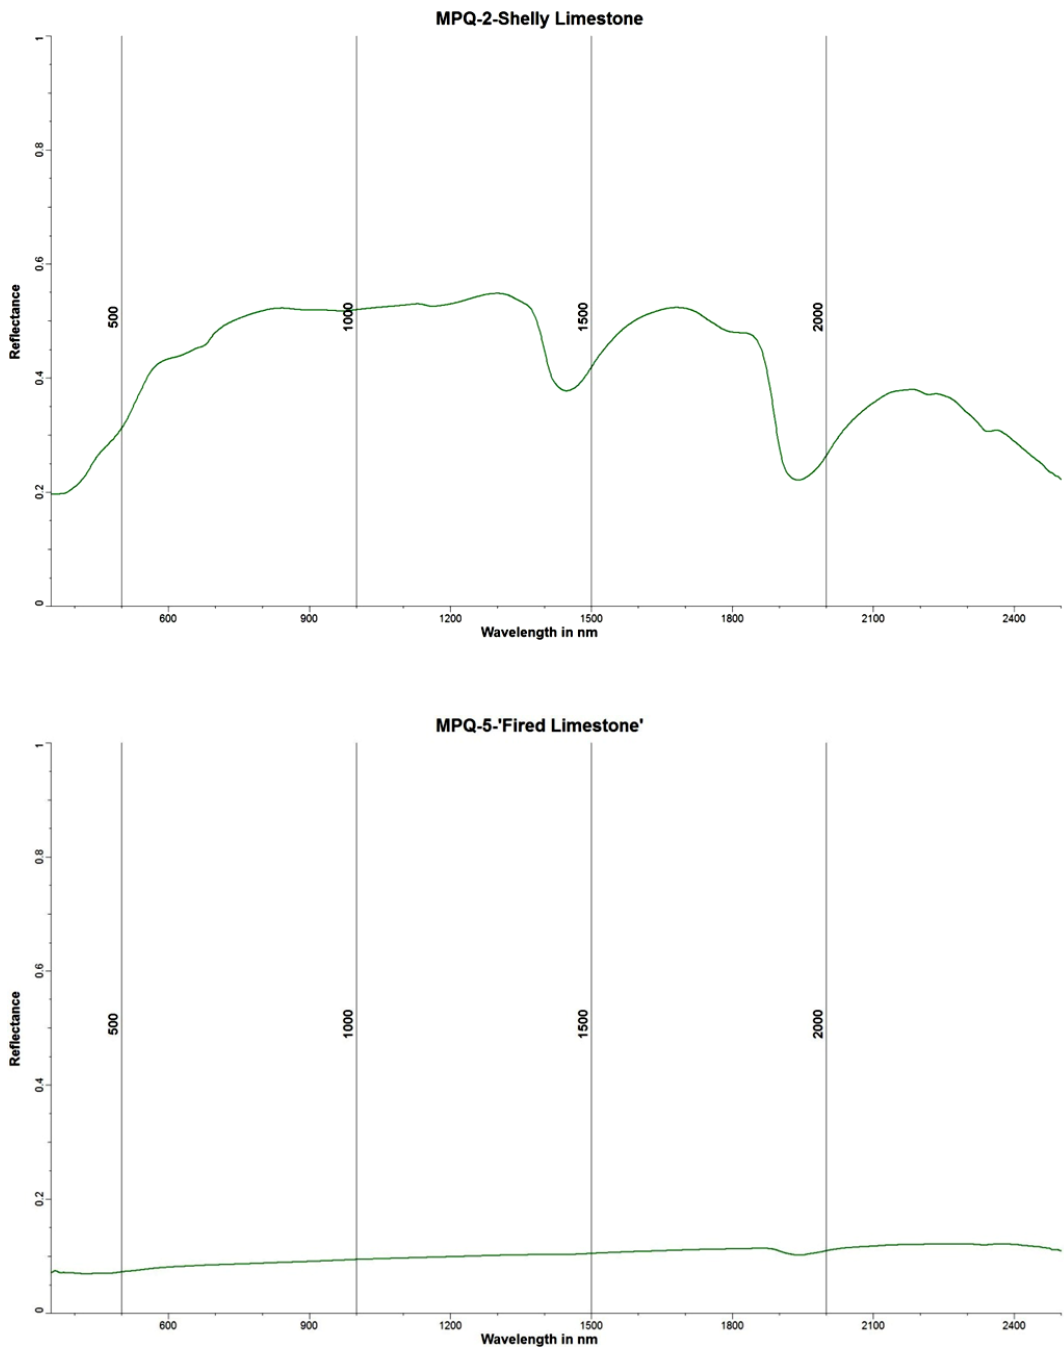 MPQ-2-Shelly Limestone
1
0.8
0.6
0.4
0.2
0
Reflectance
500
1000
1500
2000
600 900 1200 1500 1800 2100 2400
Wavelength in nm
MPQ-5-'Fired Limestone'
1
0.8
0.6
0.4
0.2
0
Reflectance
500
1000
1500
2000
600 900 1200 1500 1800 2100 2400
Wavelength in nm